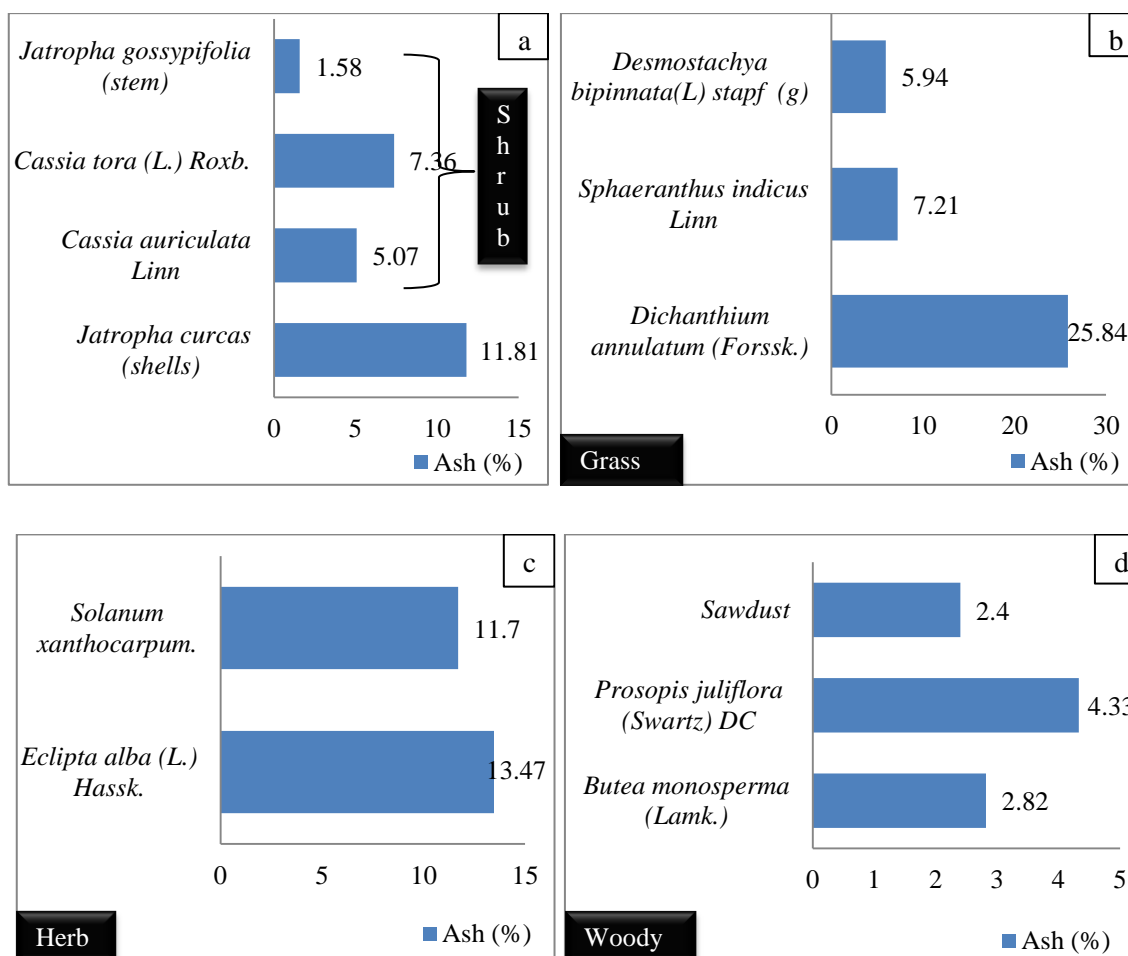 a
Jatropha gossypifolia
(stem)
1.58
Cassia tora (L.) Roxb.
7.36
Cassia auriculata
Linn
5.07
Jatropha curcas
(shells)
11.81
S
h
r
u
b
0 5 10 15
Ash (%)
b
Desmostachya
bipinnata(L) stapf (g)
5.94
Sphaeranthus indicus
Linn
7.21
Dichanthium
annulatum (Forssk.)
25.84
0 10 20 30
Grass
Ash (%)
c
Solanum
xanthocarpum.
11.7
Eclipta alba (L.)
Hassk.
13.47
0 5 10 15
Herb
Ash (%)
d
Sawdust
2.4
Prosopis juliflora
(Swartz) DC
4.33
Butea monosperma
(Lamk.)
2.82
0 1 2 3 4 5
Woody
Ash (%)